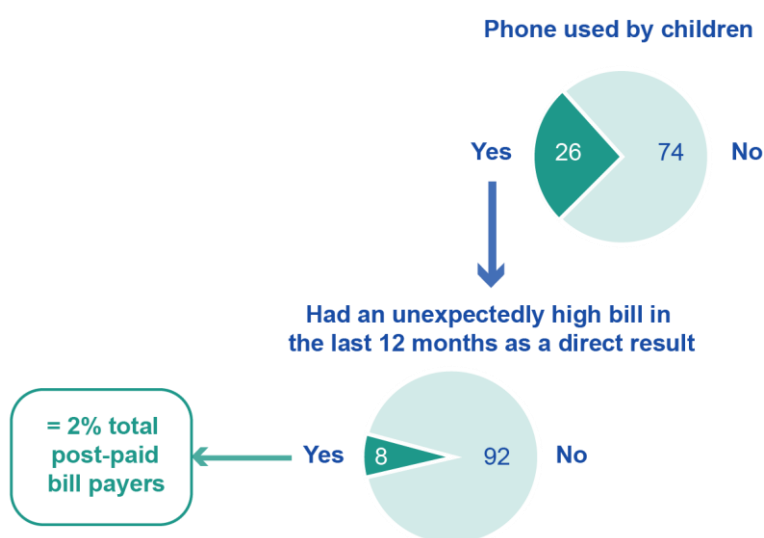 Phone used by children
Yes
26
74
No
Had an unexpectedly high bill in
the last 12 months as a direct result
= 2% total
post-paid
bill payers
Yes
8
92
No